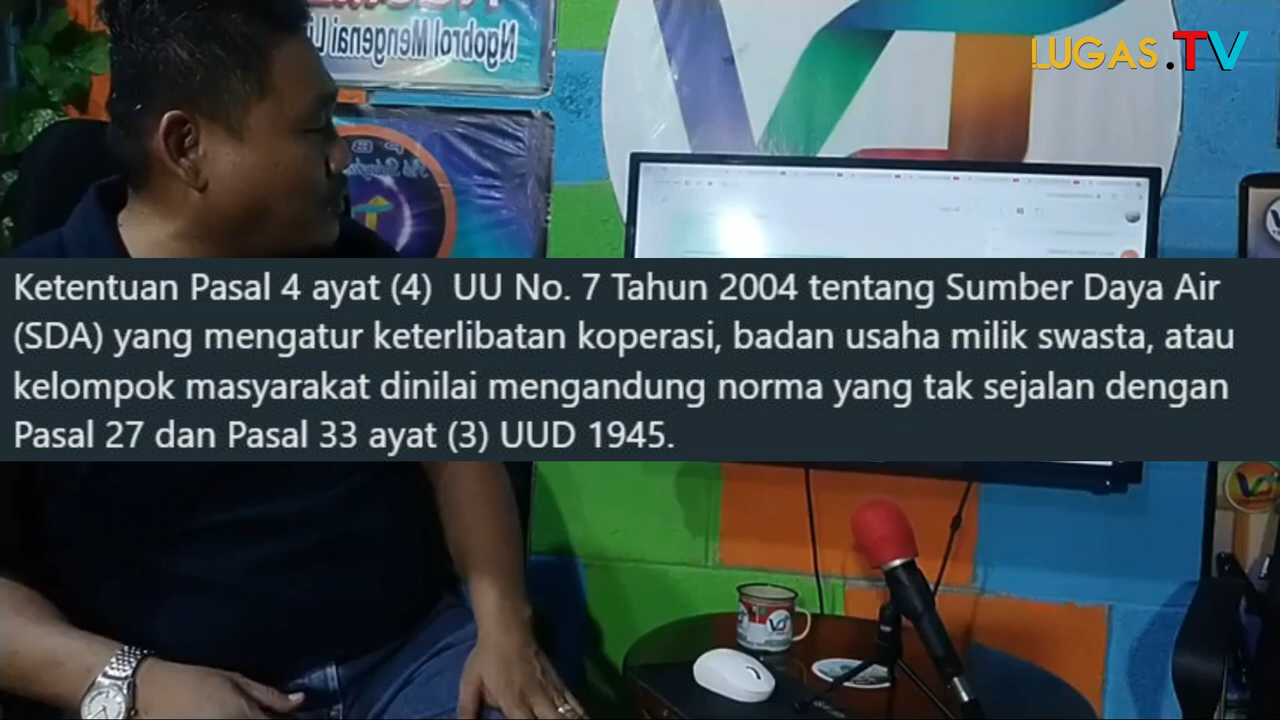 Ngobrol Mengenai
LUGAS.TV
Ketentuan Pasal 4 ayat (4) UU No. 7 Tahun 2004 tentang Sumber Daya Air
(SDA) yang mengatur keterlibatan koperasi, badan usaha milik swasta, atau
kelompok masyarakat dinilai mengandung norma yang tak sejalan dengan
Pasal 27 dan Pasal 33 ayat (3) UUD 1945.